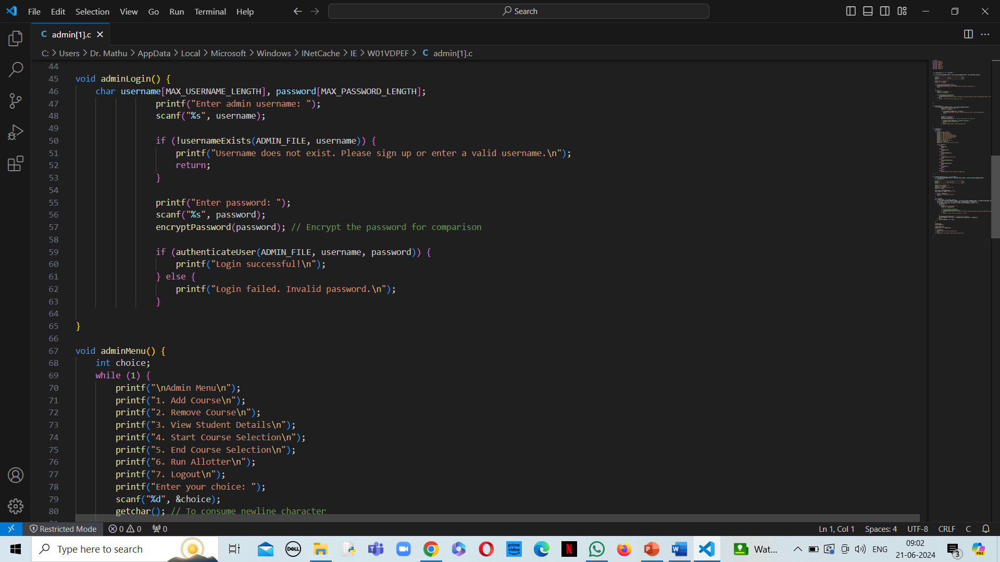 File Edit Selection View Go Run Terminal Help Search
C admin[1].c
C: > Users > Dr. Mathu > AppData > Local > Microsoft > Windows > INetCache > IE > W01VDPEF > C admin[1].c
44
45 void adminLogin() {
46 char username[MAX_USERNAME_LENGTH], password[MAX_PASSWORD_LENGTH];
47 printf("Enter admin username: ");
48 scanf("%s", username);
49
50 if (!usernameExists(ADMIN_FILE, username)) {
51 printf("Username does not exist. Please sign up or enter a valid username.\n");
52 return;
53 }
54
55 printf("Enter password: ");
56 scanf("%s", password);
57 encryptPassword(password); // Encrypt the password for comparison
58
59 if (authenticateUser(ADMIN_FILE, username, password)) {
60 printf("Login successful!\n");
61 } else {
62 printf("Login failed. Invalid password.\n");
63 }
64
65 }
66
67 void adminMenu() {
68 int choice;
69 while (1) {
70 printf("\nAdmin Menu\n");
71 printf("1. Add Course\n");
72 printf("2. Remove Course\n");
73 printf("3. View Student Details\n");
74 printf("4. Start Course Selection\n");
75 printf("5. End Course Selection\n");
76 printf("6. Run Allotter\n");
77 printf("7. Logout\n");
78 printf("Enter your choice: ");
79 scanf("%d", &choice);
80 getchar(); // To consume newline character
Restricted Mode 0 0 0 Ln 1, Col 1 Spaces: 4 UTF-8 CRLF C
Type here to search DELL prime video N P W Wat... ENG 09:02 3 PRE
21-06-2024